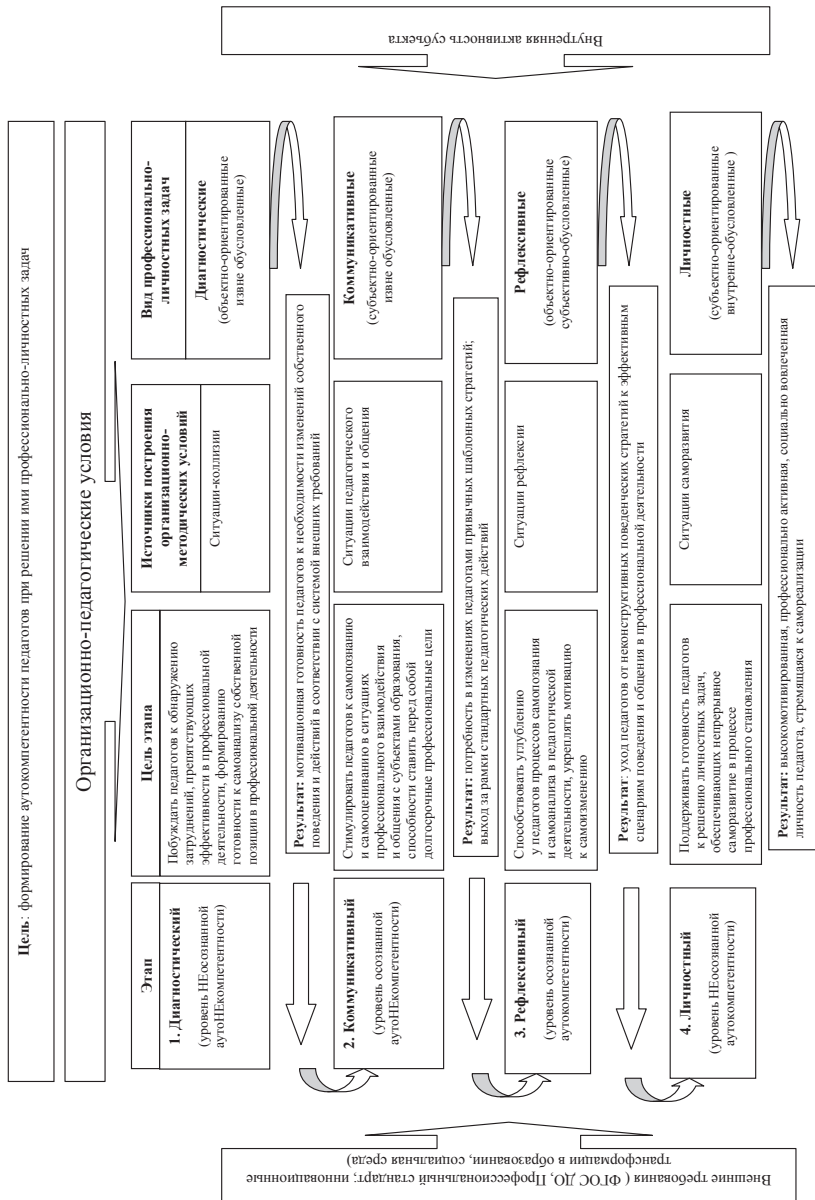 Цель: формирование аутокомпетентности педагогов при решении ими профессионально-личностных задач
Организационно-педагогические условия
Этап
Цель этапа
Источники построения
организационно-
методических условий
Вид профессионально-
личностных задач
1. Диагностический
(уровень НЕосознанной
аутоНЕкомпетентности)
Побуждать педагогов к обнаружению
затруднений, препятствующих
эффективности в профессиональной
деятельности, формированию
готовности к самоанализу собственной
позиции в профессиональной деятельности
Ситуации-коллизии
Диагностические
(объектно-ориентированные
извне обусловленные)
Результат: мотивационная готовность педагогов к необходимости изменений собственного
поведения и действий в соответствии с системой внешних требований
2. Коммуникативный
(уровень осознанной
аутоНЕкомпетентности)
Стимулировать педагогов к самопознанию
и самооцениванию в ситуациях
профессионального взаимодействия
и общения с субъектами образования,
способности ставить перед собой
долгосрочные профессиональные цели
Ситуации педагогического
взаимодействия и общения
Коммуникативные
(субъектно-ориентированные
извне обусловленные)
Результат: потребность в изменениях педагогами привычных шаблонных стратегий;
выход за рамки стандартных педагогических действий
3. Рефлексивный
(уровень осознанной
аутокомпетентности)
Способствовать углублению
у педагогов процессов самопознания
и самоанализа в педагогической
деятельности, укреплять мотивацию
к самоизменению
Ситуации рефлексии
Рефлексивные
(объектно-ориентированные
субъективно-обусловленные)
Результат: уход педагогов от неконструктивных поведенческих стратегий к эффективным
сценариям поведения и общения в профессиональной деятельности
4. Личностный
(уровень НЕосознанной
аутокомпетентности)
Поддерживать готовность педагогов
к решению личностных задач,
обеспечивающих непрерывное
саморазвитие в процессе
профессионального становления
Ситуации саморазвития
Личностные
(субъектно-ориентированные
внутренне-обусловленные )
Результат: высокомотивированная, профессионально активная, социально вовлеченная
личность педагога, стремящаяся к самореализации
Внешние требования ( ФГОС ДО, Профессиональный стандарт; инновационные
трансформации в образовании, социальная среда)
Внутренняя активность субъекта